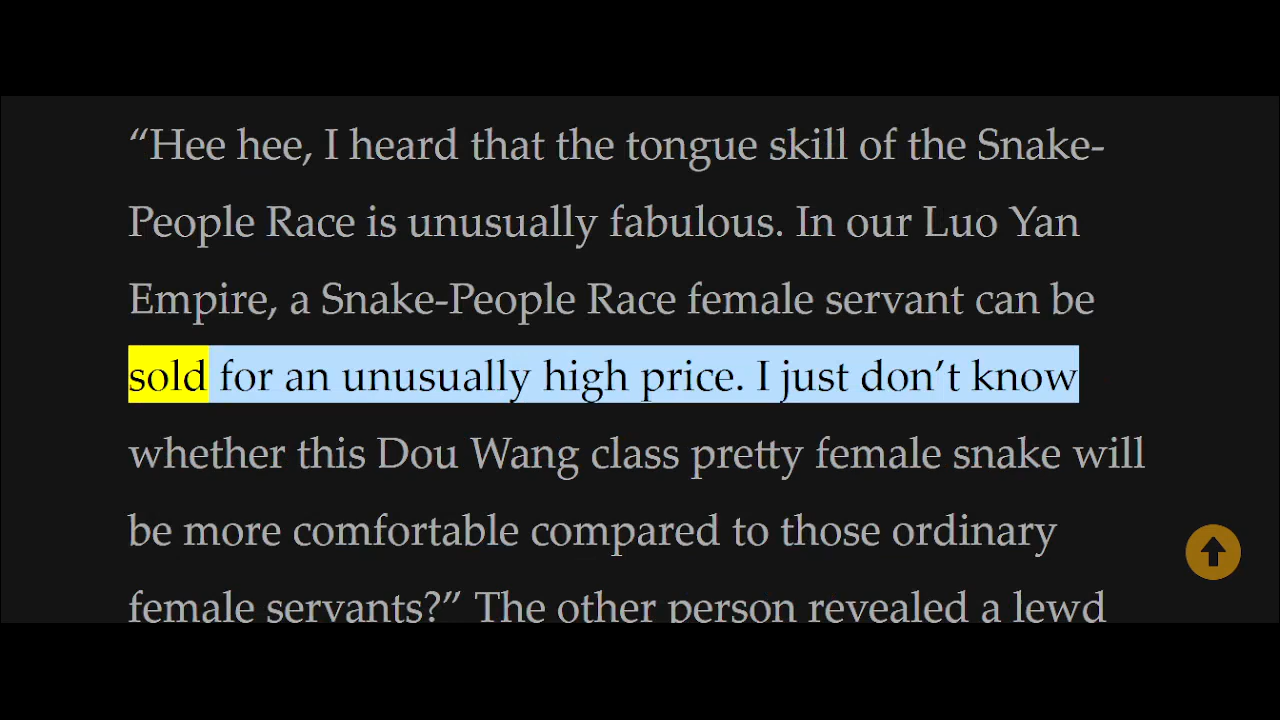 “Hee hee, I heard that the tongue skill of the Snake-
People Race is unusually fabulous. In our Luo Yan
Empire, a Snake-People Race female servant can be
sold for an unusually high price. I just don’t know
whether this Dou Wang class pretty female snake will
be more comfortable compared to those ordinary
female servants?” The other person revealed a lewd